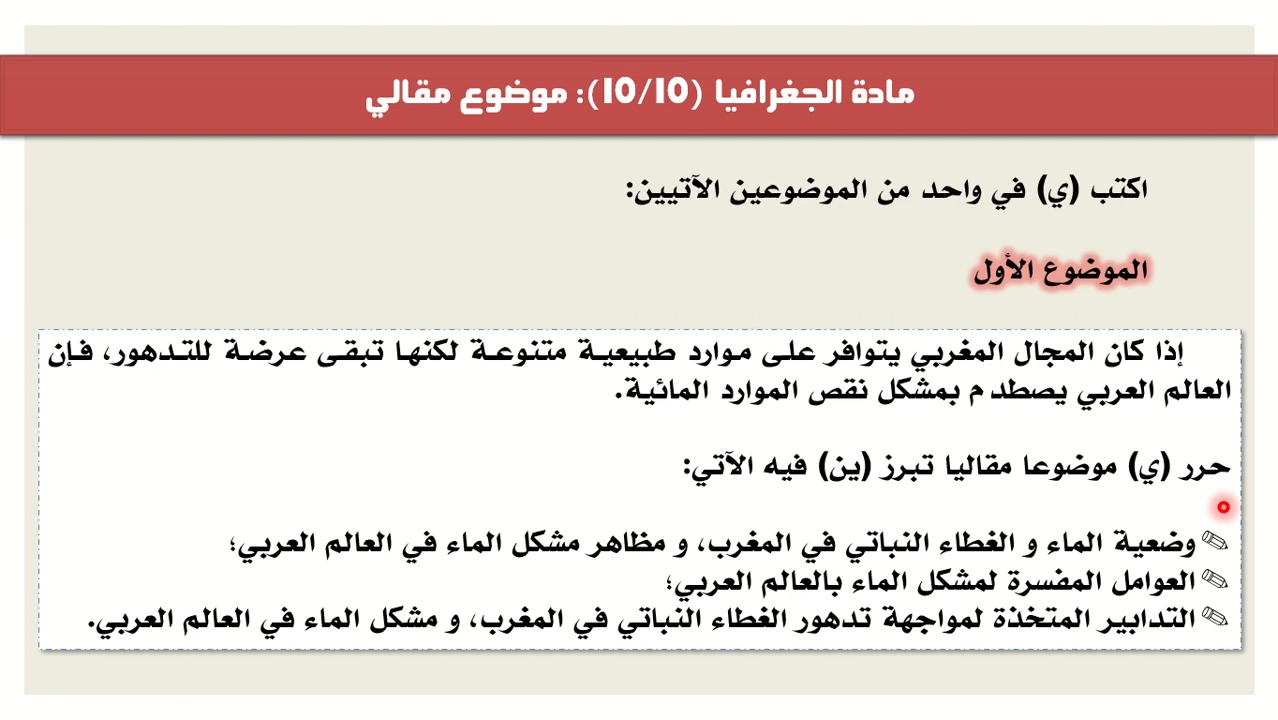 مادة الجغرافيا (10/10): موضوع مقالي
اكتب (ي) في واحد من الموضوعين الآتيين:
الموضوع الأول
إذا كان المجال المغربي يتوافر على موارد طبيعية متنوعة لكنها تبقى عرضة للتدهور، فإن
العالم العربي يصطدم بمشكل نقص الموارد المائية.
حرر (ي) موضوعا مقاليا تبرز (ين) فيه الآتي:
وضعية الماء و الغطاء النباتي في المغرب، و مظاهر مشكل الماء في العالم العربي؛
العوامل المفسرة لمشكل الماء بالعالم العربي؛
التدابير المتخذة لمواجهة تدهور الغطاء النباتي في المغرب، و مشكل الماء في العالم العربي.